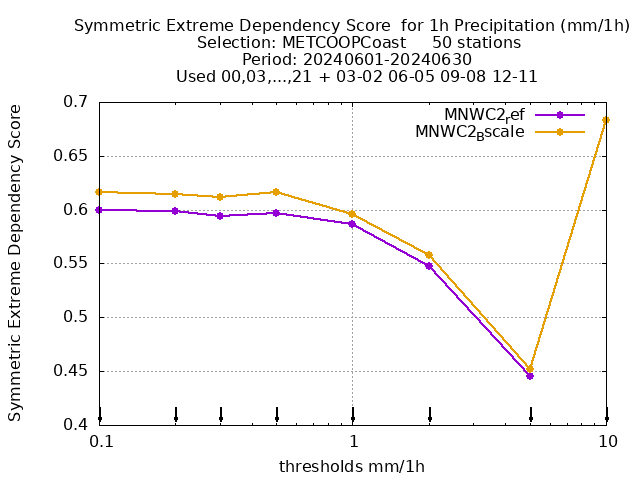 Symmetric Extreme Dependency Score  for 1h Precipitation (mm/1h)
Selection: METCOOPCoast     50 stations
Period: 20240601-20240630
Used 00,03,...,21 + 03-02 06-05 09-08 12-11
MNWC2_ref
MNWC2_Bscale
Symmetric Extreme Dependency Score
0.7
0.65
0.6
0.55
0.5
0.45
0.4
0.1 1 10
thresholds mm/1h